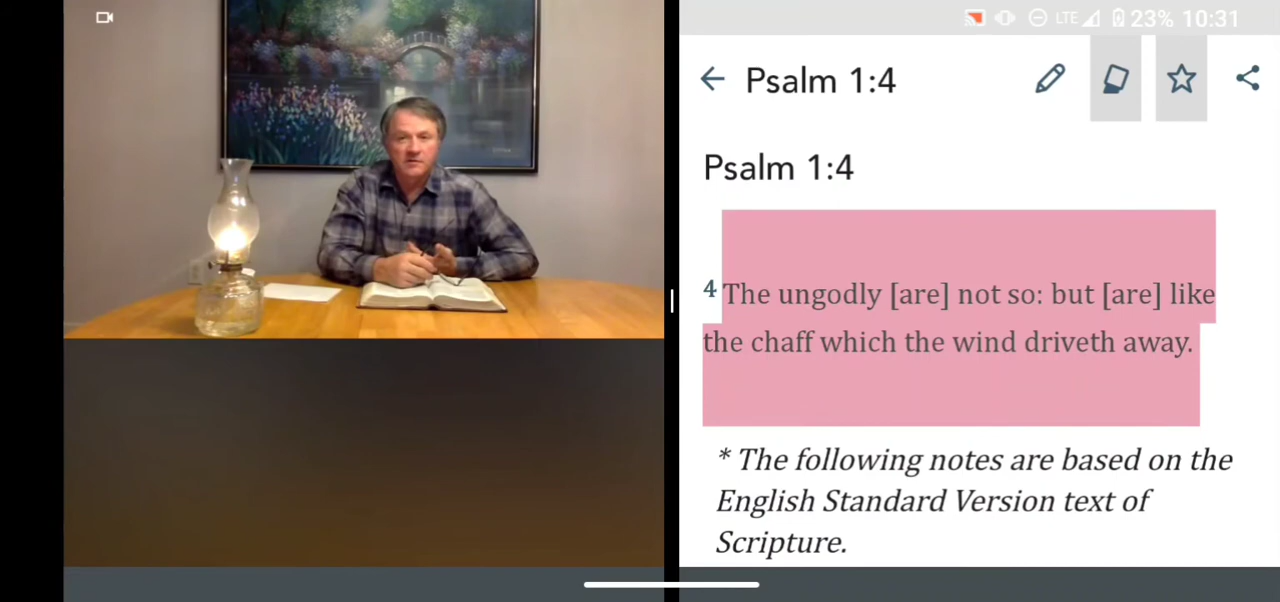 LTE 23% 10:31
Psalm 1:4
Psalm 1:4
4 The ungodly [are] not so: but [are] like
the chaff which the wind driveth away.
* The following notes are based on the
English Standard Version text of
Scripture.